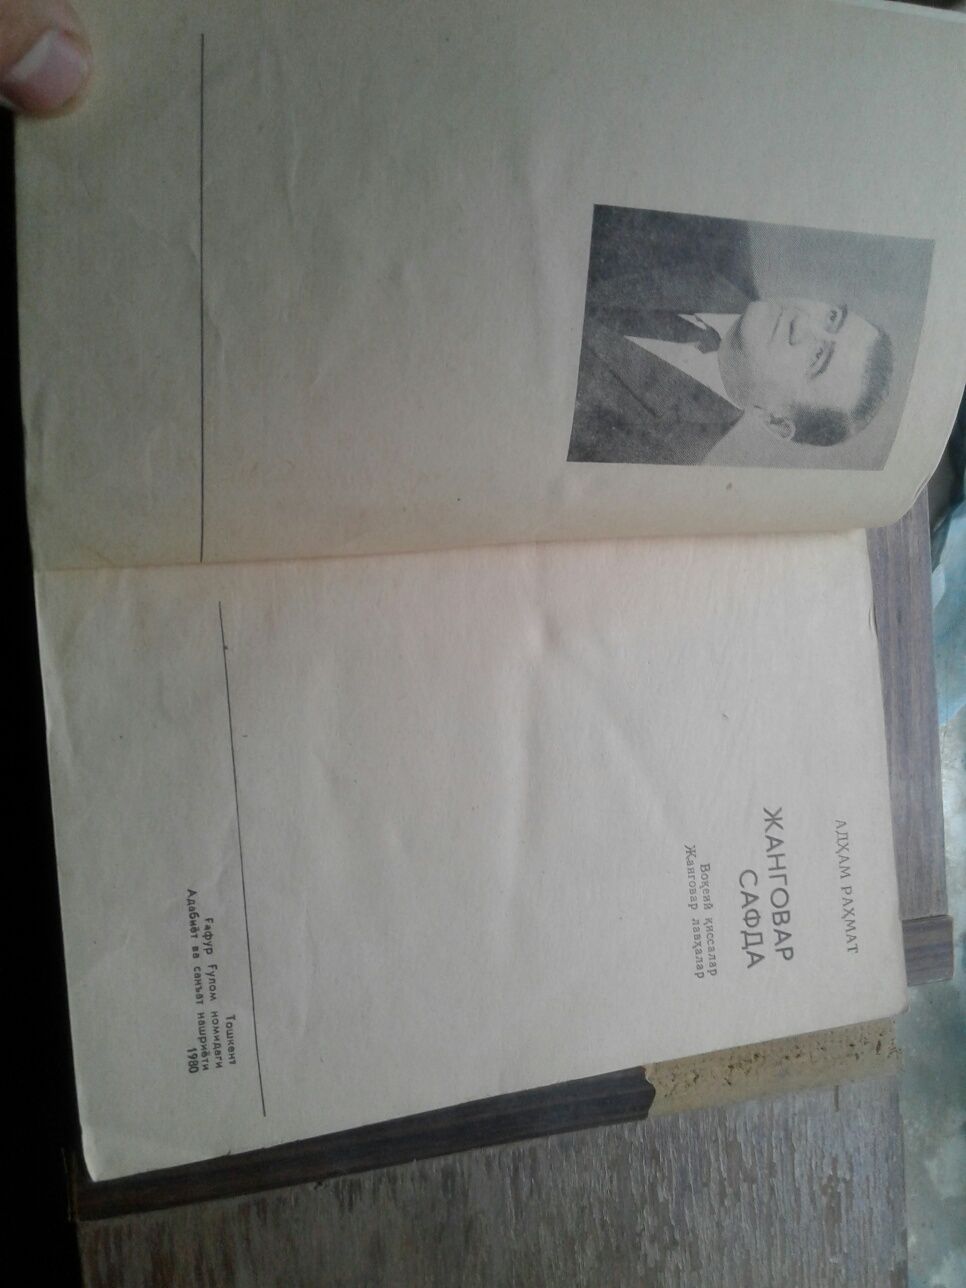 АДҲАМ РАҲМАТ
ЖАНГОВАР
САФДА
Воқеий қиссалар
Жанговар лавҳалар
Тошкент
Ғафур Ғулом номидаги
Адабиёт ва санъат нашриёти
1980